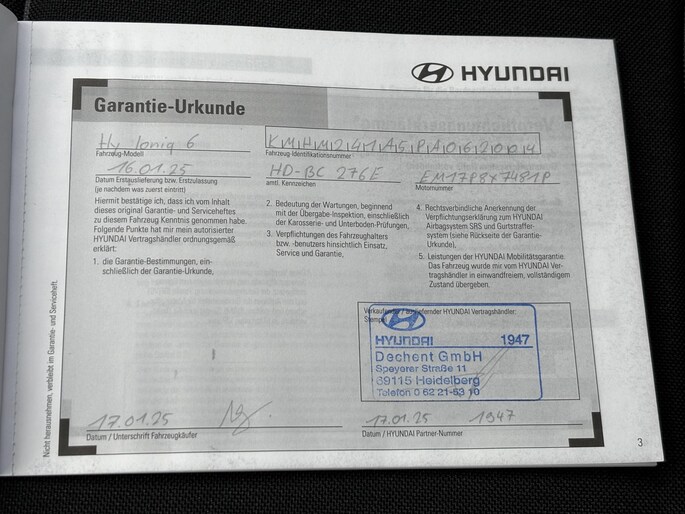 HYUNDAI
Garantie-Urkunde
Hy Ioniq 6
KMHM241A5PA062004
Fahrzeug-Modell
Fahrzeug-Identifikationsnummer
16.01.25
HD-BC 276E
EM17P8X7481P
Datum Erstauslieferung bzw. Erstzulassung
(je nachdem was zuerst eintritt)
amtl. Kennzeichen
Motornummer
Hiermit bestätige ich, dass ich vom Inhalt
dieses original Garantie- und Serviceheftes
zu diesem Fahrzeug Kenntnis genommen habe.
Folgende Punkte hat mir mein autorisierter
HYUNDAI Vertragshändler ordnungsgemäß
erklärt:
1. die Garantie-Bestimmungen, ein-
schließlich der Garantie-Urkunde,
2. Bedeutung der Wartungen, beginnend
mit der Übergabe-Inspektion, einschließlich
der Karosserie- und Unterboden-Prüfungen,
3. Verpflichtungen des Fahrzeughalters
bzw. -benutzers hinsichtlich Einsatz,
Service und Garantie,
4. Rechtsverbindliche Anerkennung der
Verpflichtungserklärung zum HYUNDAI
Airbagsystem SRS und Gurtstraffer-
system (siehe Rückseite der Garantie-
Urkunde),
5. Leistungen der HYUNDAI Mobilitätsgarantie.
Das Fahrzeug wurde mir vom HYUNDAI Ver-
tragshändler in einwandfreiem, vollständigem
Zustand übergeben.
Verkaufender / ausliefernder HYUNDAI Vertragshändler:
Stempel
HYUNDAI 1947
Dechent GmbH
Speyerer Straße 11
69115 Heidelberg
Telefon 0 62 21-53 10
17.01.25
17.01.25 1947
Datum / Unterschrift Fahrzeugkäufer
Datum / HYUNDAI Partner-Nummer
Nicht herausnehmen, verbleibt im Garantie- und Serviceheft.
3